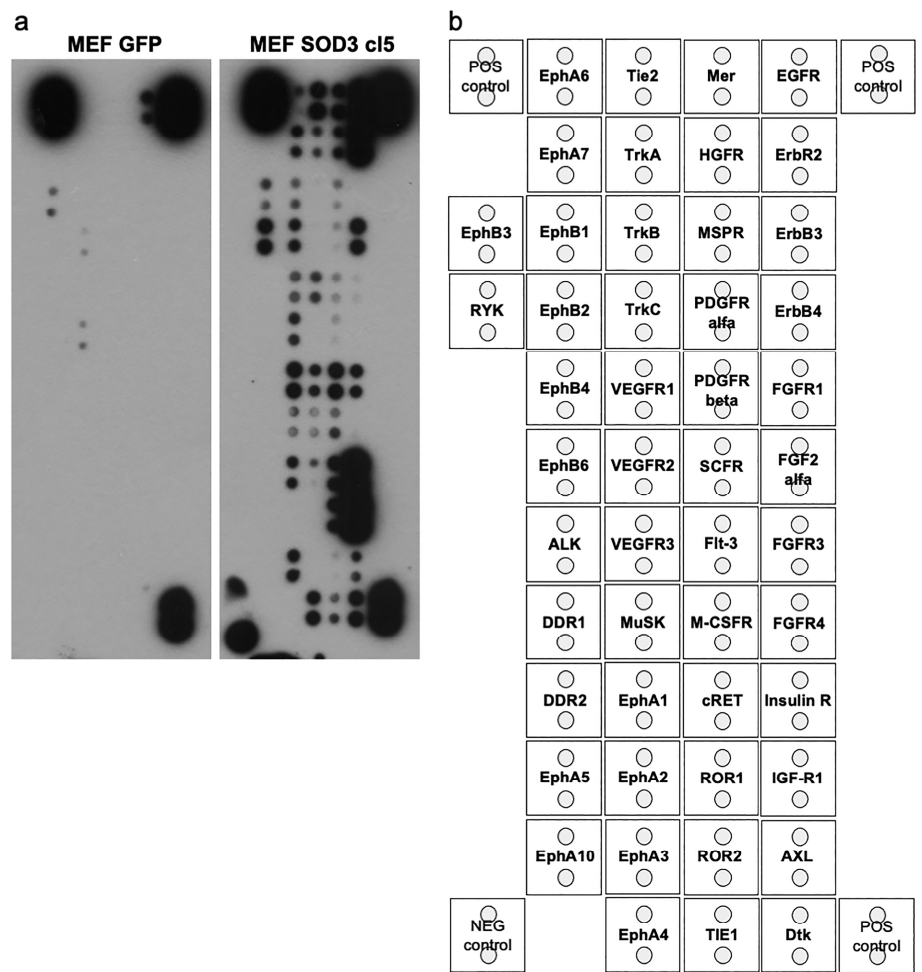 a
MEF GFP
MEF SOD3 cl5
b
POS
control
EphA6
Tie2
Mer
EGFR
POS
control
EphA7
TrkA
HGFR
ErbR2
EphB3
EphB1
TrkB
MSPR
ErbB3
RYK
EphB2
TrkC
PDGFR
alfa
ErbB4
EphB4
VEGFR1
PDGFR
beta
FGFR1
EphB6
VEGFR2
SCFR
FGF2
alfa
ALK
VEGFR3
Flt-3
FGFR3
DDR1
MuSK
M-CSFR
FGFR4
DDR2
EphA1
cRET
Insulin R
EphA5
EphA2
ROR1
IGF-R1
EphA10
EphA3
ROR2
AXL
NEG
control
EphA4
TIE1
Dtk
POS
control